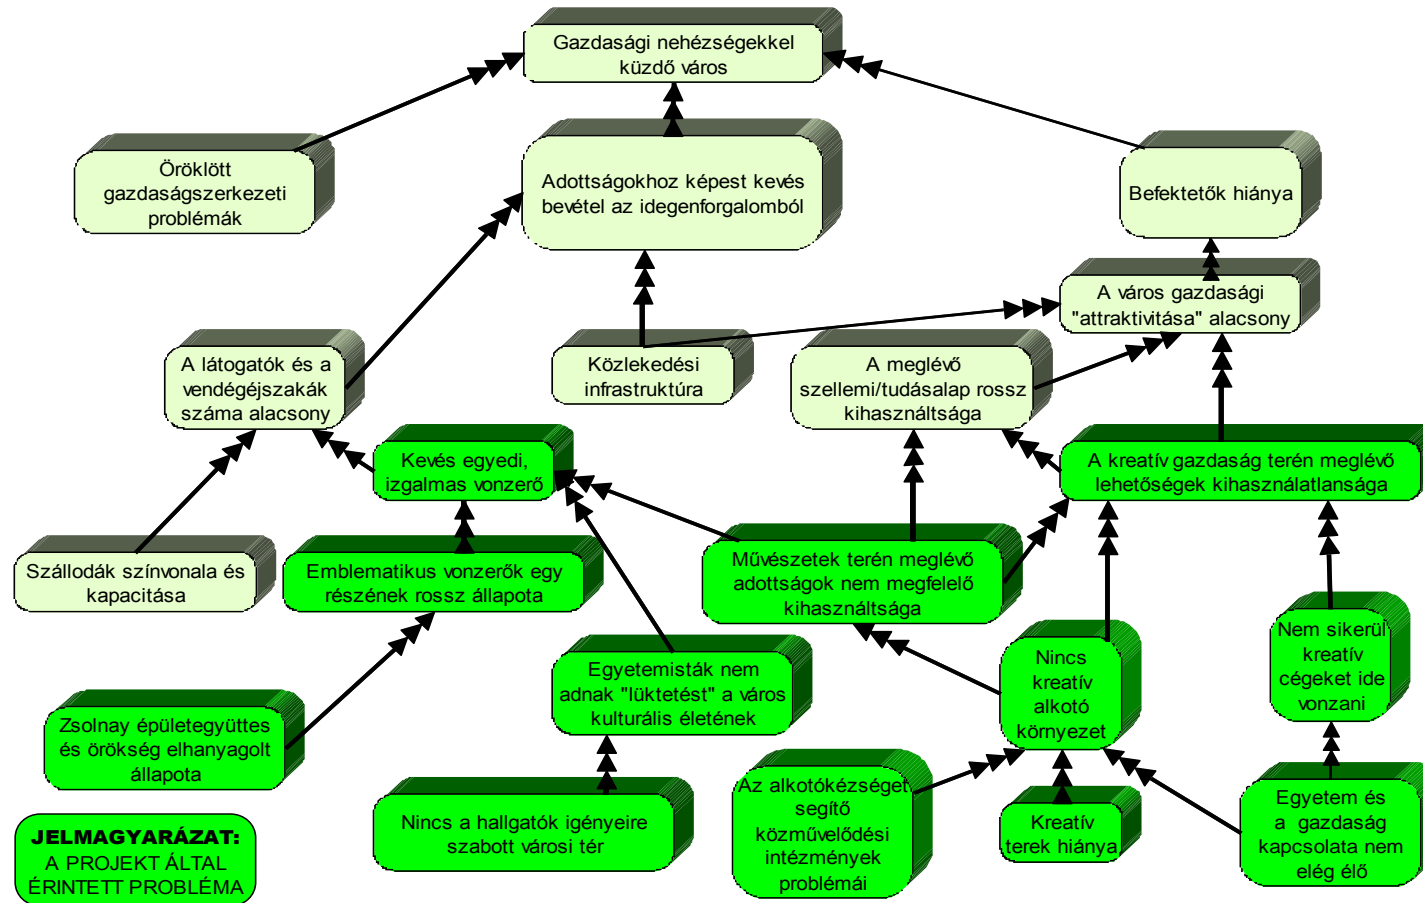 Gazdasági nehézségekkel
küzdő város
Öröklött
gazdaságszerkezeti
problémák
Adottságokhoz képest kevés
bevétel az idegenforgalomból
Befektetők hiánya
A város gazdasági
"attraktivitása" alacsony
A látogatók és a
vendégéjszakák
száma alacsony
Közlekedési
infrastruktúra
A meglévő
szellemi/tudásalap rossz
kihasználtsága
Kevés egyedi,
izgalmas vonzerő
A kreatív gazdaság terén meglévő
lehetőségek kihasználatlansága
Szállodák színvonala és
kapacitása
Emblematikus vonzerők egy
részének rossz állapota
Művészetek terén meglévő
adottságok nem megfelelő
kihasználtsága
Nem sikerül
kreatív
cégeket ide
vonzani
Egyetemisták nem
adnak "lüktetést" a város
kulturális életének
Nincs
kreatív
alkotó
környezet
Zsolnay épületegyüttes
és örökség elhanyagolt
állapota
Nincs a hallgatók igényeire
szabott városi tér
Az alkotókézséget
segítő
közművelődési
intézmények
problémái
Kreatív
terek hiánya
Egyetem és
a gazdaság
kapcsolata nem
elég élő
JELMAGYARÁZAT:
A PROJEKT ÁLTAL
ÉRINTETT PROBLÉMA